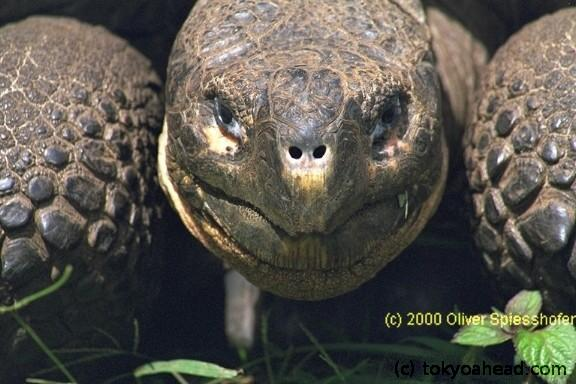 (c) 2000 Oliver Spiesshofer
(c) tokyoahead.com